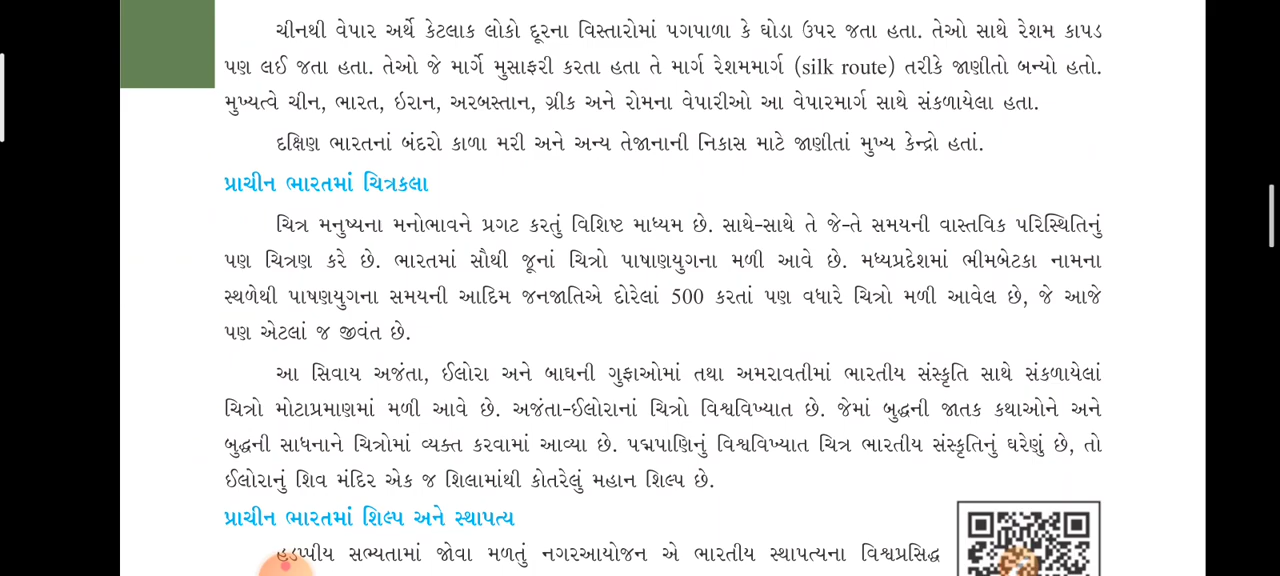 ચીનથી વેપાર અર્થે કેટલાક લોકો દૂરના વિસ્તારોમાં પગપાળા કે ઘોડા ઉપર જતા હતા. તેઓ સાથે રેશમ કાપડ
પણ લઈ જતા હતા. તેઓ જે માર્ગે મુસાફરી કરતા હતા તે માર્ગ રેશમમાર્ગ (silk route) તરીકે જાણીતો બન્યો હતો.
મુખ્યત્વે ચીન, ભારત, ઇરાન, અરબસ્તાન, ગ્રીક અને રોમના વેપારીઓ આ વેપારમાર્ગ સાથે સંકળાયેલા હતા.
દક્ષિણ ભારતનાં બંદરો કાળા મરી અને અન્ય તેજાનાની નિકાસ માટે જાણીતાં મુખ્ય કેન્દ્રો હતાં.
પ્રાચીન ભારતમાં ચિત્રકલા
ચિત્ર મનુષ્યના મનોભાવને પ્રગટ કરતું વિશિષ્ટ માધ્યમ છે. સાથે-સાથે તે જે-તે સમયની વાસ્તવિક પરિસ્થિતિનું
પણ ચિત્રણ કરે છે. ભારતમાં સૌથી જૂનાં ચિત્રો પાષાણયુગના મળી આવે છે. મધ્યપ્રદેશમાં ભીમબેટકા નામના
સ્થળેથી પાષણયુગના સમયની આદિમ જનજાતિએ દોરેલાં 500 કરતાં પણ વધારે ચિત્રો મળી આવેલ છે, જે આજે
પણ એટલાં જ જીવંત છે.
આ સિવાય અજંતા, ઈલોરા અને બાઘની ગુફાઓમાં તથા અમરાવતીમાં ભારતીય સંસ્કૃતિ સાથે સંકળાયેલાં
ચિત્રો મોટાપ્રમાણમાં મળી આવે છે. અજંતા-ઈલોરાનાં ચિત્રો વિશ્વવિખ્યાત છે. જેમાં બુદ્ધની જાતક કથાઓને અને
બુદ્ધની સાધનાને ચિત્રોમાં વ્યક્ત કરવામાં આવ્યા છે. પદ્મપાણિનું વિશ્વવિખ્યાત ચિત્ર ભારતીય સંસ્કૃતિનું ઘરેણું છે, તો
ઈલોરાનું શિવ મંદિર એક જ શિલામાંથી કોતરેલું મહાન શિલ્પ છે.
પ્રાચીન ભારતમાં શિલ્પ અને સ્થાપત્ય
હડપ્પીય સભ્યતામાં જોવા મળતું નગરઆયોજન એ ભારતીય સ્થાપત્યના વિશ્વપ્રસિદ્ધ